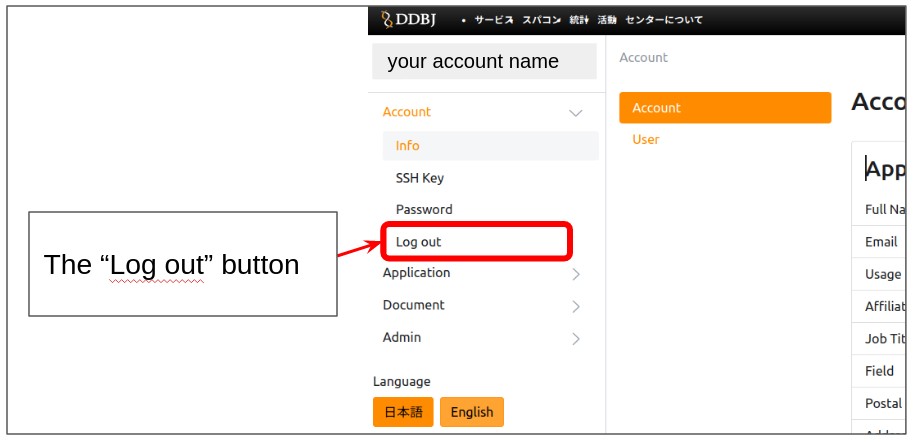 DDBJ
• サービス スパコン 統計 活動 センターについて
your account name
Account
Info
SSH Key
Password
Log out
Application
Document
Admin
Language
日本語 English
Account
Account
User
Acco
App
Full Na
Email
Usage
Affiliat
Job Tit
Field
Postal
The “Log out” button